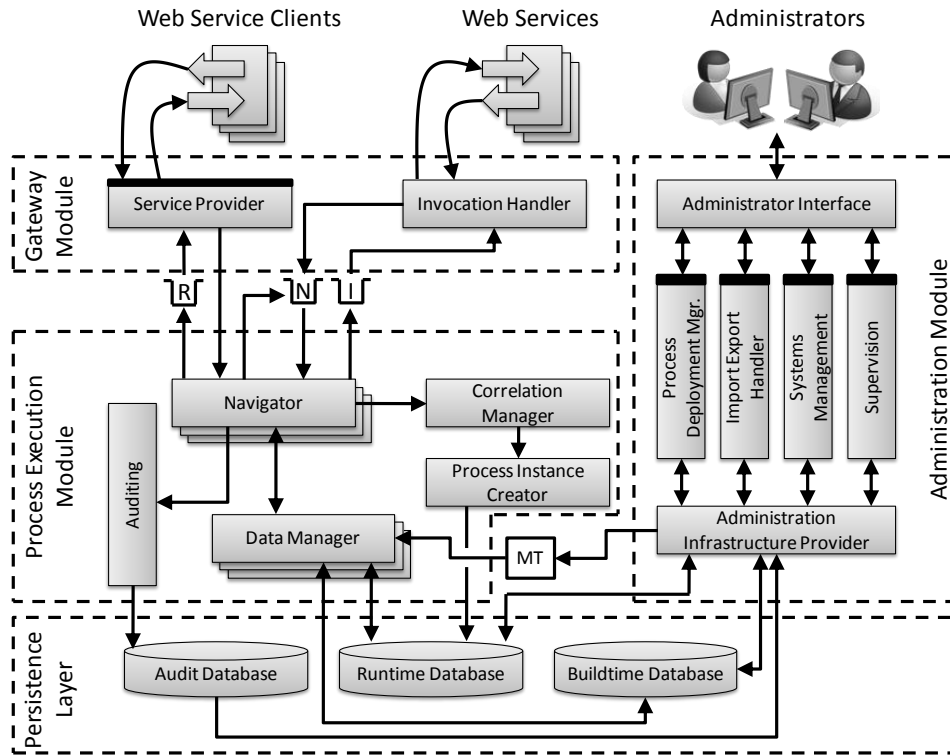 Web Service Clients
Web Services
Administrators
Gateway
Module
Service Provider
Invocation Handler
Administrator Interface
R
N
I
Process
Deployment Mgr.
Import Export
Handler
Systems
Management
Supervision
Administration Module
Process Execution
Module
Navigator
Correlation
Manager
Auditing
Process Instance
Creator
Data Manager
MT
Administration
Infrastructure Provider
Persistence
Layer
Audit Database
Runtime Database
Buildtime Database